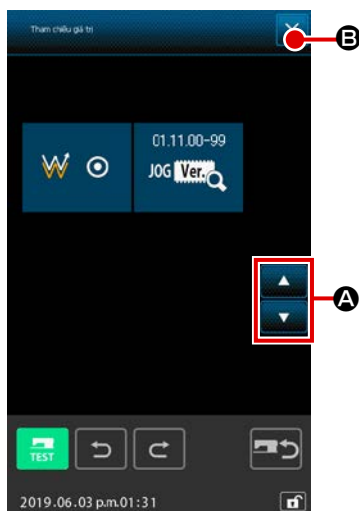 Tham chiếu giá trị
B
01.11.00-99
JOG Ver.
A
TEST
2019.06.03 p.m.01:31